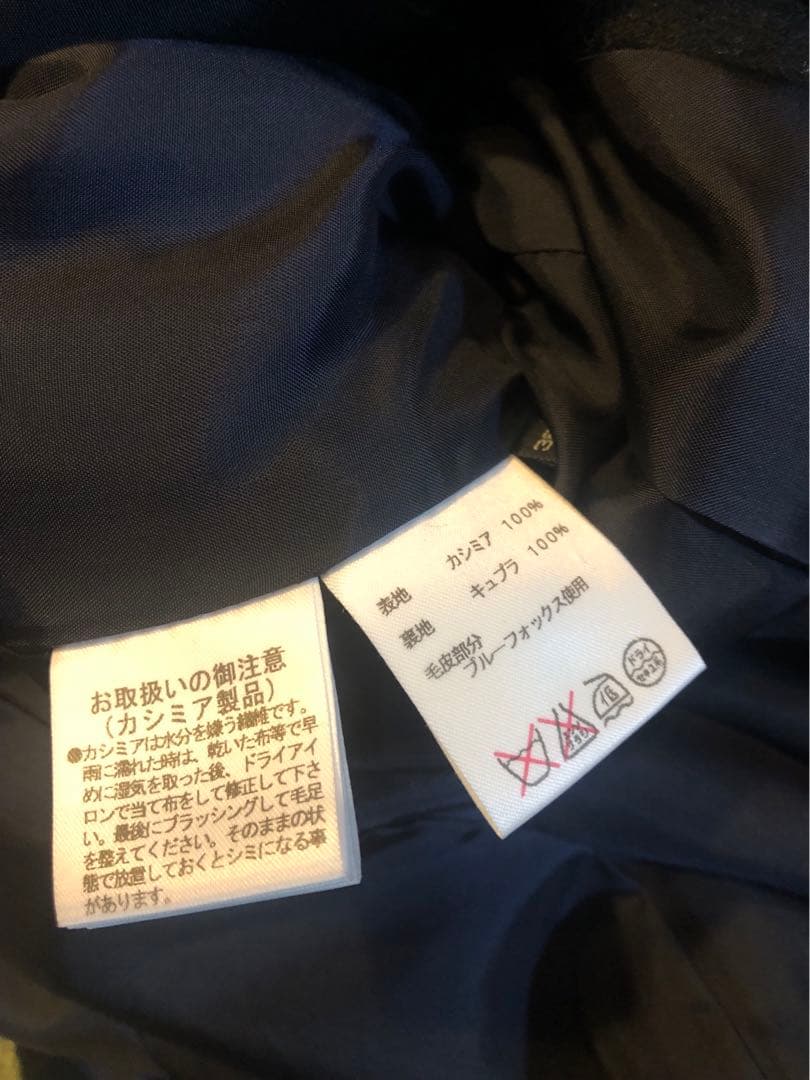 お取扱いの御注意
(カシミア製品)
●カシミアは水分を嫌う繊維です。
雨に濡れた時は、乾いた布等で早
めに湿気を取った後、ドライアイ
ロンで当て布をして修正して下さ
い。最後にブラッシングして毛足
を整えてください。そのままの状
態で放置しておくとシミになる事
があります。
表地 カシミア 100%
裏地 キュプラ 100%
毛皮部分
ブルーフォックス使用
低
ドライ
セキユ系